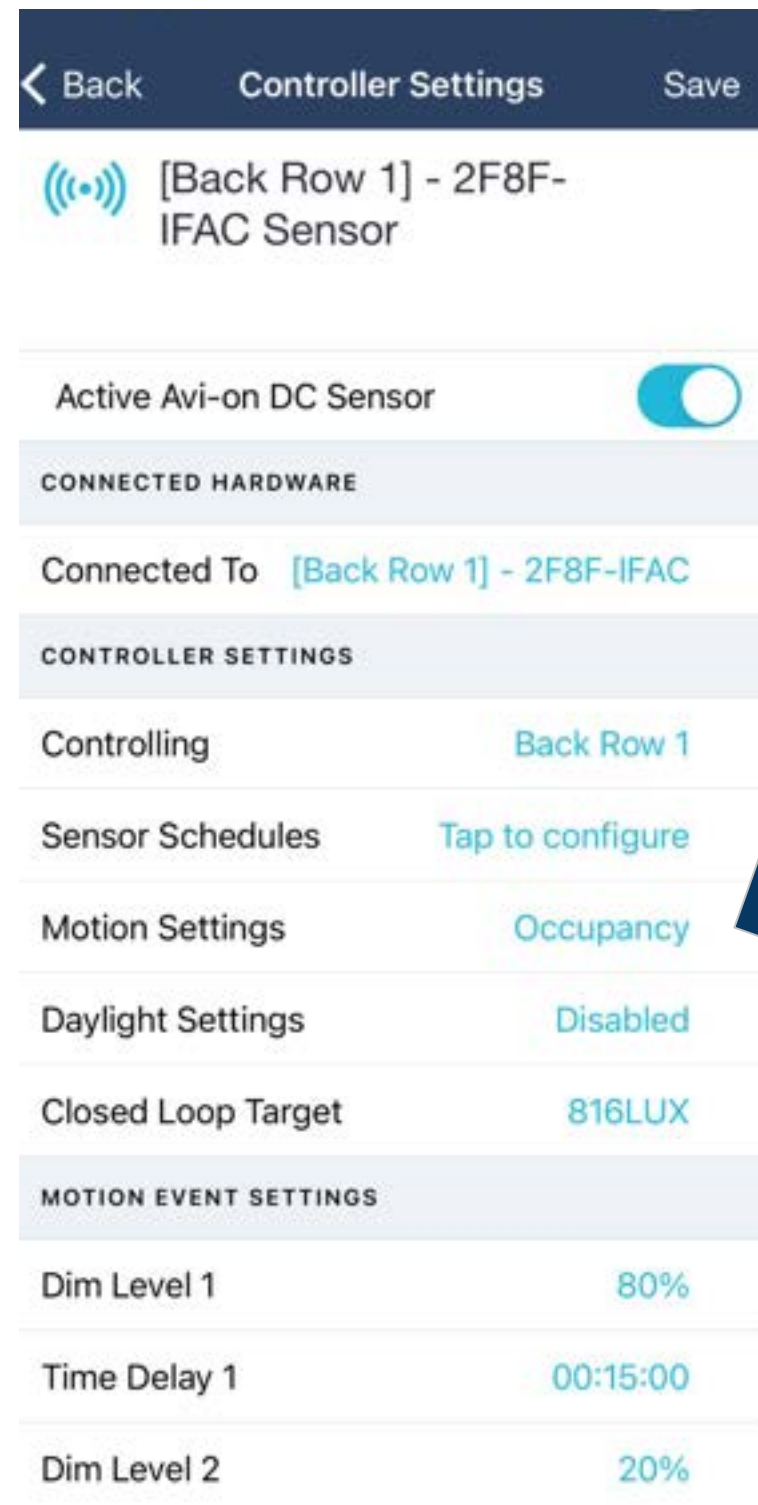 Back Controller Settings Save
[Back Row 1] - 2F8F-
IFAC Sensor
Active Avi-on DC Sensor
CONNECTED HARDWARE
Connected To [Back Row 1] - 2F8F-IFAC
CONTROLLER SETTINGS
Controlling Back Row 1
Sensor Schedules Tap to configure
Motion Settings Occupancy
Daylight Settings Disabled
Closed Loop Target 816LUX
MOTION EVENT SETTINGS
Dim Level 1 80%
Time Delay 1 00:15:00
Dim Level 2 20%